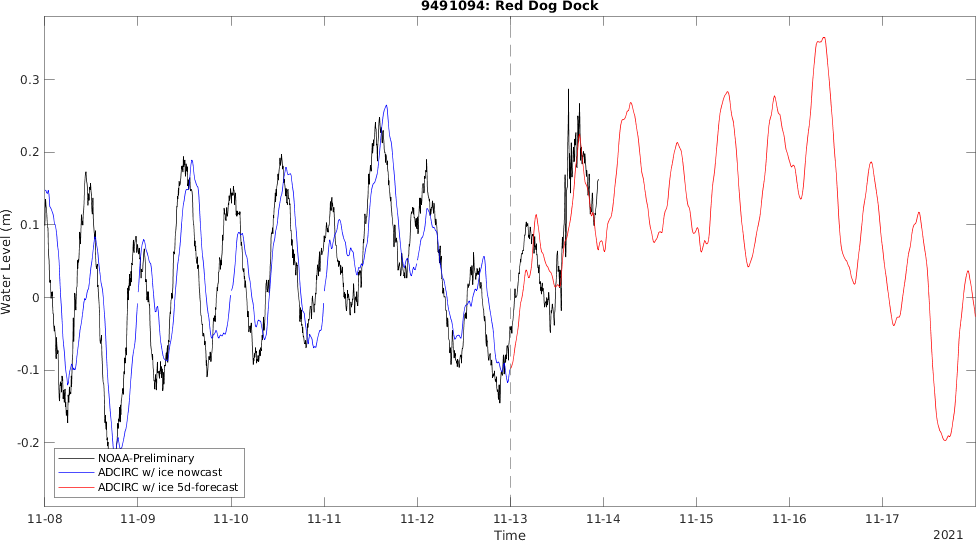 9491094: Red Dog Dock
Water Level (m)
0.3
0.2
0.1
0
-0.1
-0.2
NOAA-Preliminary
ADCIRC w/ ice nowcast
ADCIRC w/ ice 5d-forecast
11-08 11-09 11-10 11-11 11-12 11-13 11-14 11-15 11-16 11-17
Time
2021